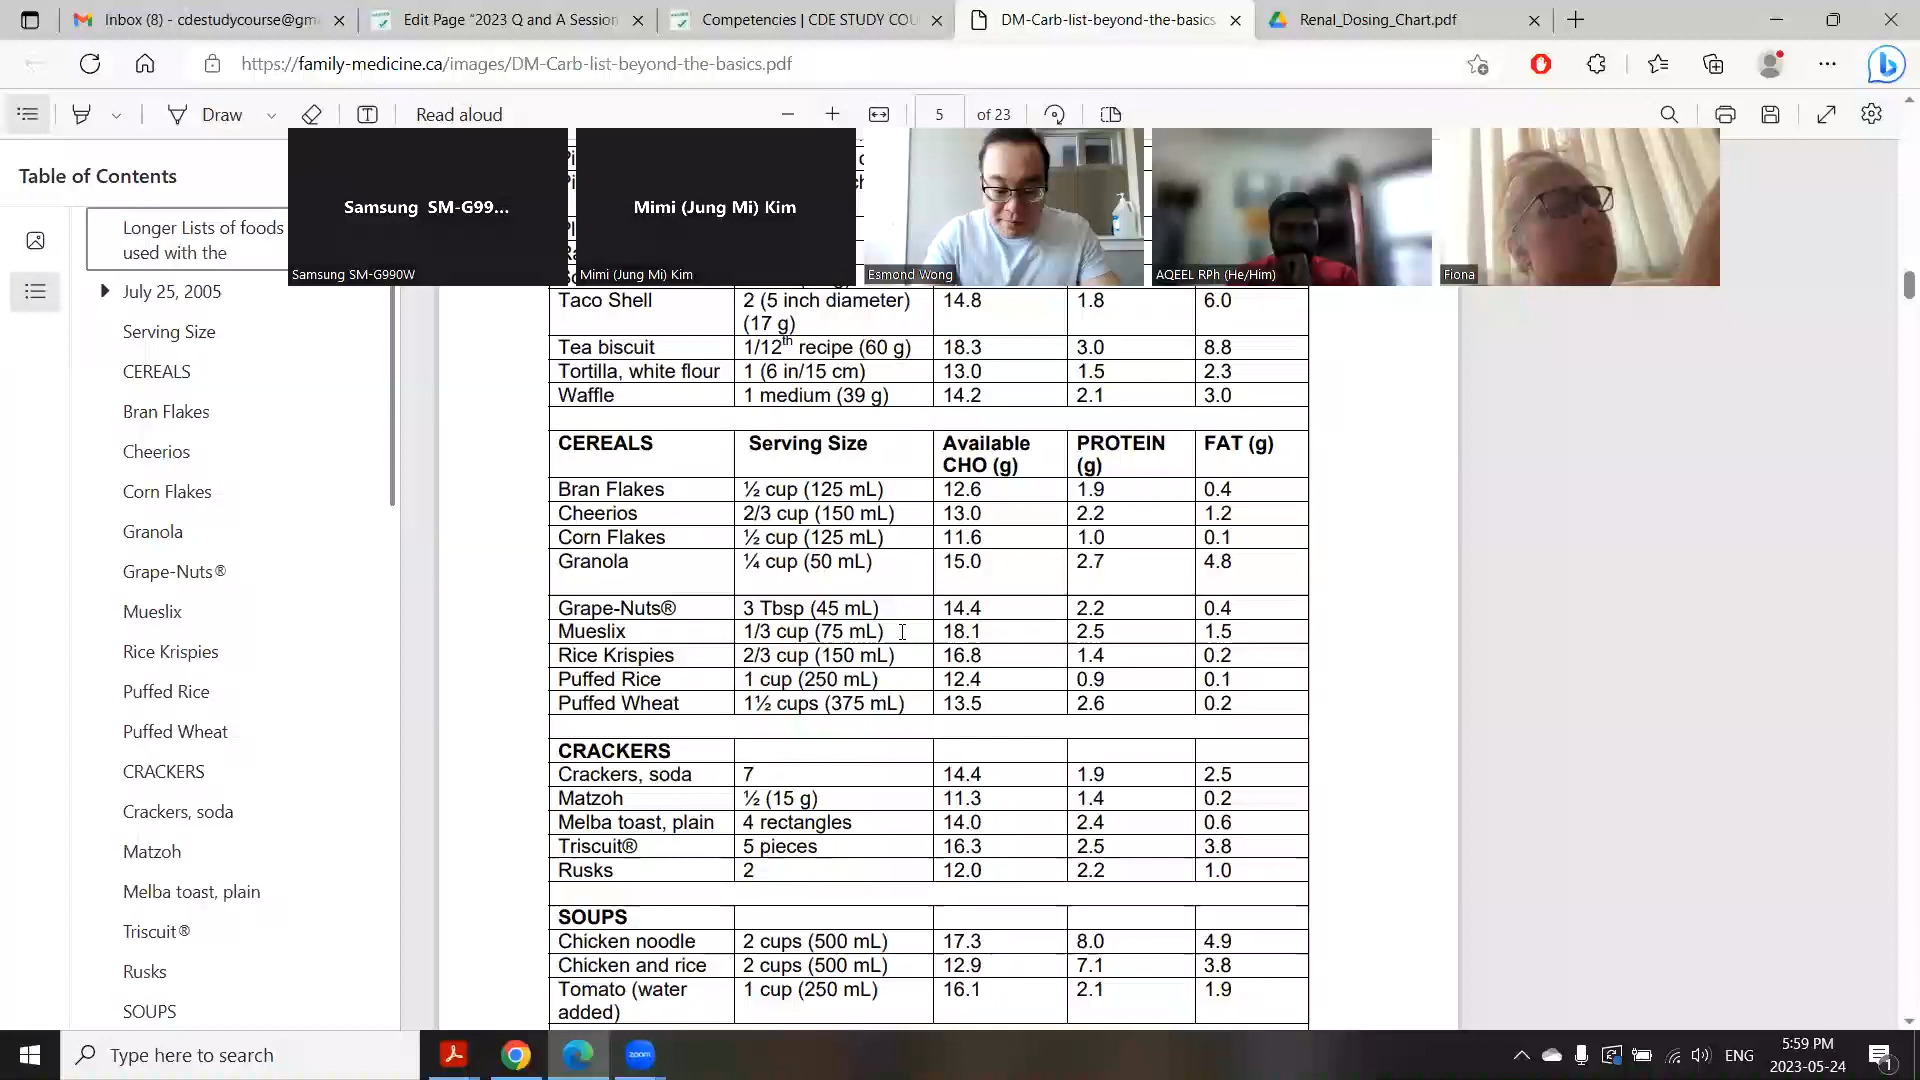 Inbox (8) - cdestudycourse@gm
Edit Page "2023 Q and A Session
Competencies | CDE STUDY COU
DM-Carb-list-beyond-the-basics
Renal_Dosing_Chart.pdf
https://family-medicine.ca/images/DM-Carb-list-beyond-the-basics.pdf
Draw
Read aloud
5 of 23
Table of Contents
Longer Lists of foods
used with the
July 25, 2005
Serving Size
CEREALS
Bran Flakes
Cheerios
Corn Flakes
Granola
Grape-Nuts®
Mueslix
Rice Krispies
Puffed Rice
Puffed Wheat
CRACKERS
Crackers, soda
Matzoh
Melba toast, plain
Triscuit®
Rusks
SOUPS
Samsung SM-G99...
Samsung SM-G990W
Mimi (Jung Mi) Kim
Mimi (Jung Mi) Kim
Esmond Wong
AQEEL RPh (He/Him)
Fiona
Taco Shell 2 (5 inch diameter) 14.8 1.8 6.0
(17 g)
Tea biscuit 1/12th recipe (60 g) 18.3 3.0 8.8
Tortilla, white flour 1 (6 in/15 cm) 13.0 1.5 2.3
Waffle 1 medium (39 g) 14.2 2.1 3.0
CEREALS Serving Size Available PROTEIN FAT (g)
CHO (g) (g)
Bran Flakes ½ cup (125 mL) 12.6 1.9 0.4
Cheerios 2/3 cup (150 mL) 13.0 2.2 1.2
Corn Flakes ½ cup (125 mL) 11.6 1.0 0.1
Granola ¼ cup (50 mL) 15.0 2.7 4.8
Grape-Nuts® 3 Tbsp (45 mL) 14.4 2.2 0.4
Mueslix 1/3 cup (75 mL) 18.1 2.5 1.5
Rice Krispies 2/3 cup (150 mL) 16.8 1.4 0.2
Puffed Rice 1 cup (250 mL) 12.4 0.9 0.1
Puffed Wheat 1½ cups (375 mL) 13.5 2.6 0.2
CRACKERS
Crackers, soda 7 14.4 1.9 2.5
Matzoh ½ (15 g) 11.3 1.4 0.2
Melba toast, plain 4 rectangles 14.0 2.4 0.6
Triscuit® 5 pieces 16.3 2.5 3.8
Rusks 2 12.0 2.2 1.0
SOUPS
Chicken noodle 2 cups (500 mL) 17.3 8.0 4.9
Chicken and rice 2 cups (500 mL) 12.9 7.1 3.8
Tomato (water 1 cup (250 mL) 16.1 2.1 1.9
added)
Type here to search
zoom
ENG
5:59 PM
2023-05-24
1